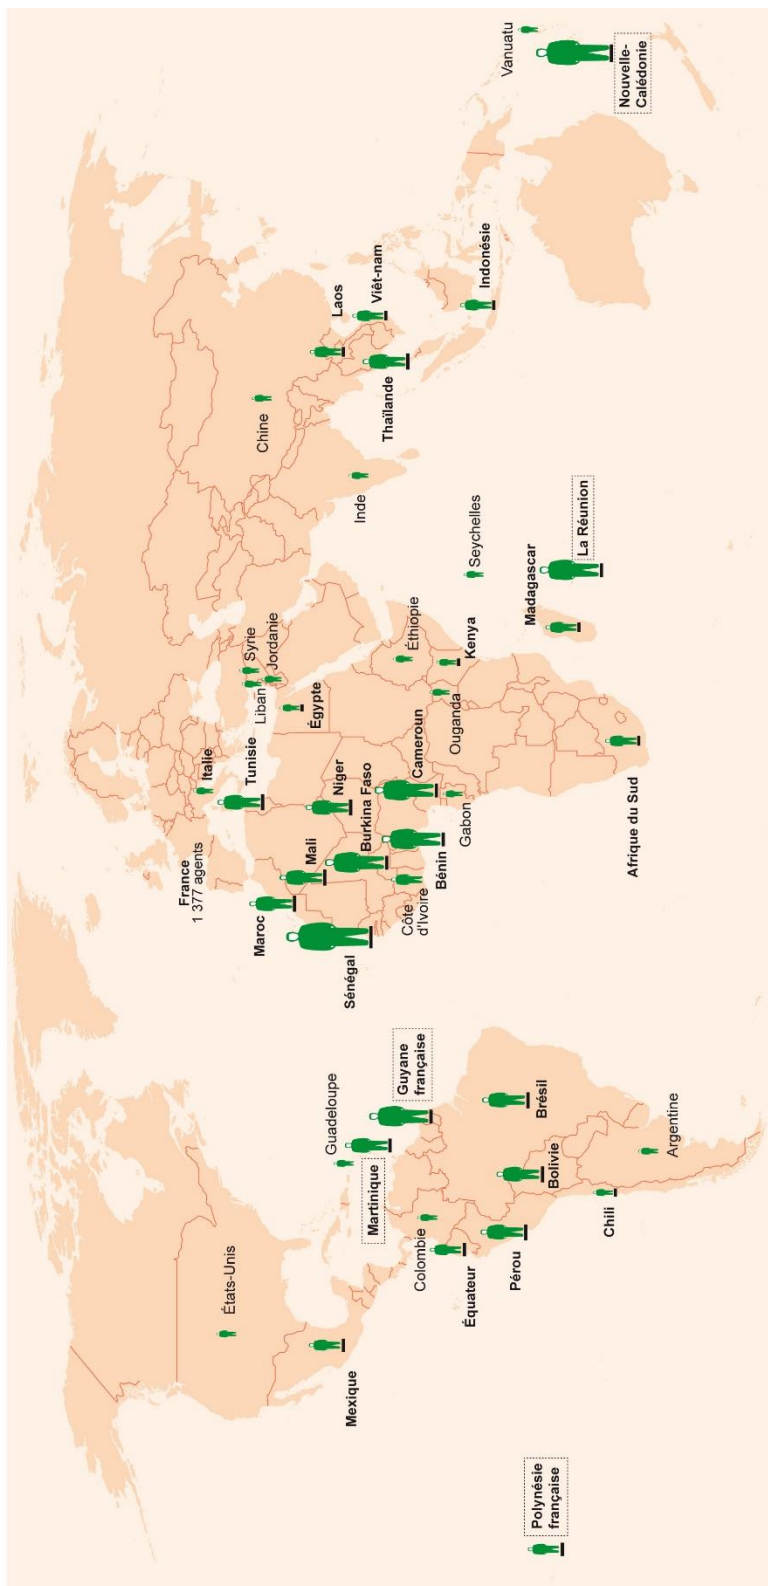 États-Unis
Mexique
Guadeloupe
Martinique
Guyane
française
Colombie
Équateur
Pérou
Brésil
Bolivie
Chili
Argentine
Polynésie
française
France
1 377 agents
Italie
Tunisie
Maroc
Mali
Niger
Sénégal
Burkina Faso
Côte
d'Ivoire
Bénin
Cameroun
Gabon
Syrie
Liban
Jordanie
Égypte
Éthiopie
Ouganda
Kenya
Afrique du Sud
Seychelles
Madagascar
La Réunion
Chine
Inde
Laos
Viêt-nam
Thaïlande
Indonésie
Vanuatu
Nouvelle-
Calédonie